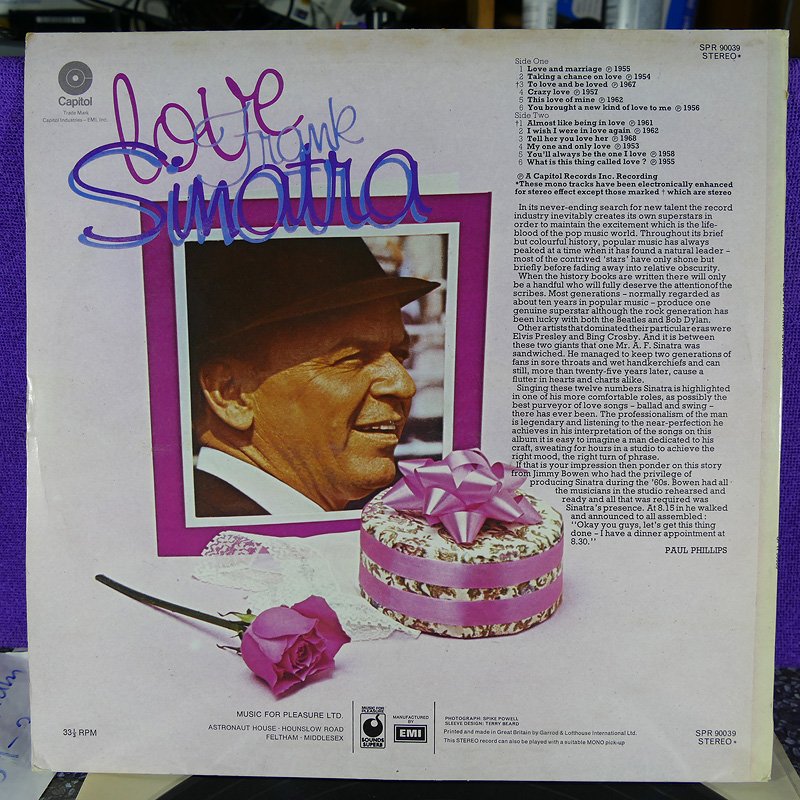 SPR 90039
STEREO*
Capitol
Trade Mark
Capitol Industries - EMI, Inc.
love
Frank
Sinatra
Side One
1 Love and marriage ℗ 1955
2 Taking a chance on love ℗ 1954
†3 To love and be loved ℗ 1967
4 Crazy love ℗ 1957
5 This love of mine ℗ 1962
6 You brought a new kind of love to me ℗ 1956
Side Two
†1 Almost like being in love ℗ 1961
2 I wish I were in love again ℗ 1962
3 Tell her you love her ℗ 1968
4 My one and only love ℗ 1953
5 You'll always be the one I love ℗ 1958
6 What is this thing called love ? ℗ 1955
℗ A Capitol Records Inc. Recording
*These mono tracks have been electronically enhanced
for stereo effect except those marked † which are stereo
In its never-ending search for new talent the record
industry inevitably creates its own superstars in
order to maintain the excitement which is the life-
blood of the pop music world. Throughout its brief
but colourful history, popular music has always
peaked at a time when it has found a natural leader –
most of the contrived 'stars' have only shone but
briefly before fading away into relative obscurity.
When the history books are written there will only
be a handful who will fully deserve the attention of the
scribes. Most generations – normally regarded as
about ten years in popular music – produce one
genuine superstar although the rock generation has
been lucky with both the Beatles and Bob Dylan.
Other artists that dominated their particular eras were
Elvis Presley and Bing Crosby. And it is between
these two giants that one Mr. A. F. Sinatra was
sandwiched. He managed to keep two generations of
fans in sore throats and wet handkerchiefs and can
still, more than twenty-five years later, cause a
flutter in hearts and charts alike.
Singing these twelve numbers Sinatra is highlighted
in one of his more comfortable roles, as possibly the
best purveyor of love songs – ballad and swing –
there has ever been. The professionalism of the man
is legendary and listening to the near-perfection he
achieves in his interpretation of the songs on this
album it is easy to imagine a man dedicated to his
craft, sweating for hours in a studio to achieve the
right mood, the right turn of phrase.
If that is your impression then ponder on this story
from Jimmy Bowen who had the privilege of
producing Sinatra during the '60s. Bowen had all
the musicians in the studio rehearsed and
ready and all that was required was
Sinatra's presence. At 8.15 in he walked
and announced to all assembled :
"Okay you guys, let's get this thing
done – I have a dinner appointment at
8.30."
PAUL PHILLIPS
33⅓ RPM
MUSIC FOR PLEASURE LTD.
ASTRONAUT HOUSE · HOUNSLOW ROAD
FELTHAM · MIDDLESEX
MUSIC FOR PLEASURE
SOUNDS
SUPERB
MANUFACTURED
BY
EMI
PHOTOGRAPH: SPIKE POWELL
SLEEVE DESIGN: TERRY BEARD
Printed and made in Great Britain by Garrod & Lofthouse International Ltd.
This STEREO record can also be played with a suitable MONO pick-up
SPR 90039
STEREO*